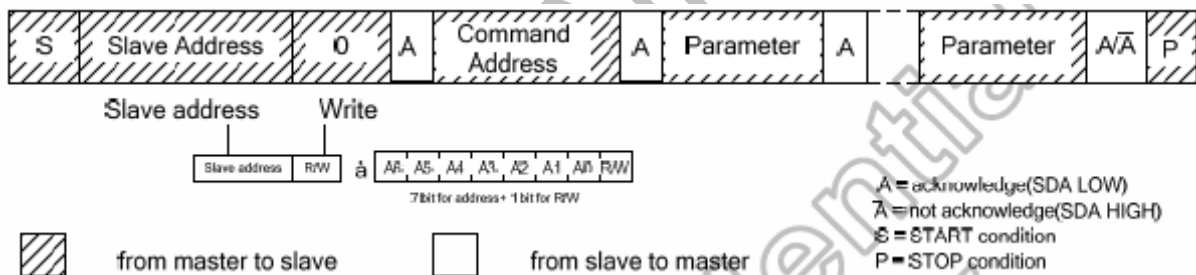 S Slave Address 0 A Command Address A Parameter A Parameter A/A̅ P
Slave address Write
Slave address R/W à A6 A5 A4 A3 A2 A1 A0 R/W
7bit for address+ 1bit for R/W
A = acknowledge(SDA LOW)
A̅ = not acknowledge(SDA HIGH)
S = START condition
P = STOP condition
from master to slave from slave to master